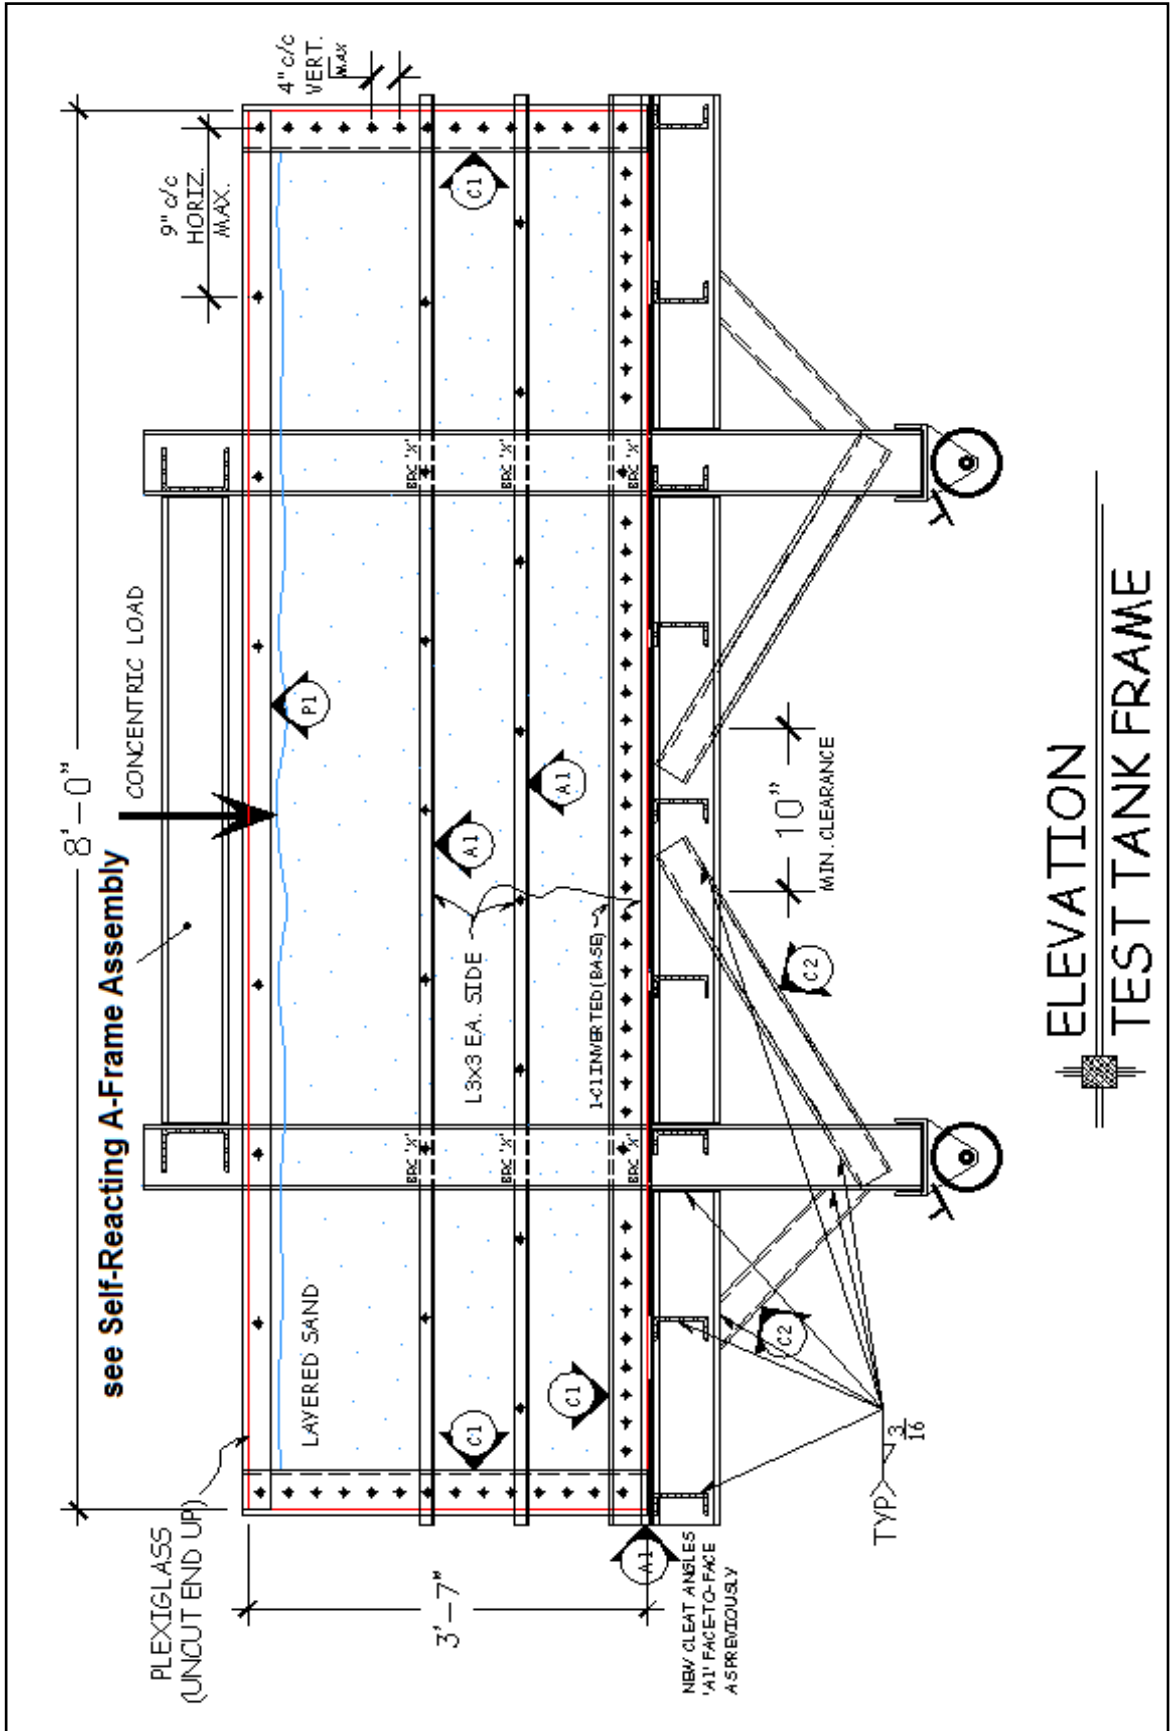 8'-0"
see Self-Reacting A-Frame Assembly
CONCENTRIC LOAD
9" c/c
HORIZ.
MAX.
4" c/c
VERT.
MAX
PLEXIGLASS
(UNCUT END UP)
LAYERED SAND
P1
3'-7"
C1
C1
A1
A1
L3x3 EA. SIDE
1-C1 INVERTED (BASE)
C1
BRC 'X'
BRC 'X'
BRC 'X'
BRC 'X'
BRC 'X'
BRC 'X'
A1
NEW CLEAT ANGLES
'A1' FACE-TO-FACE
AS PREVIOUSLY
C2
C2
10"
MIN. CLEARANCE
TYP
3/16
ELEVATION
TEST TANK FRAME